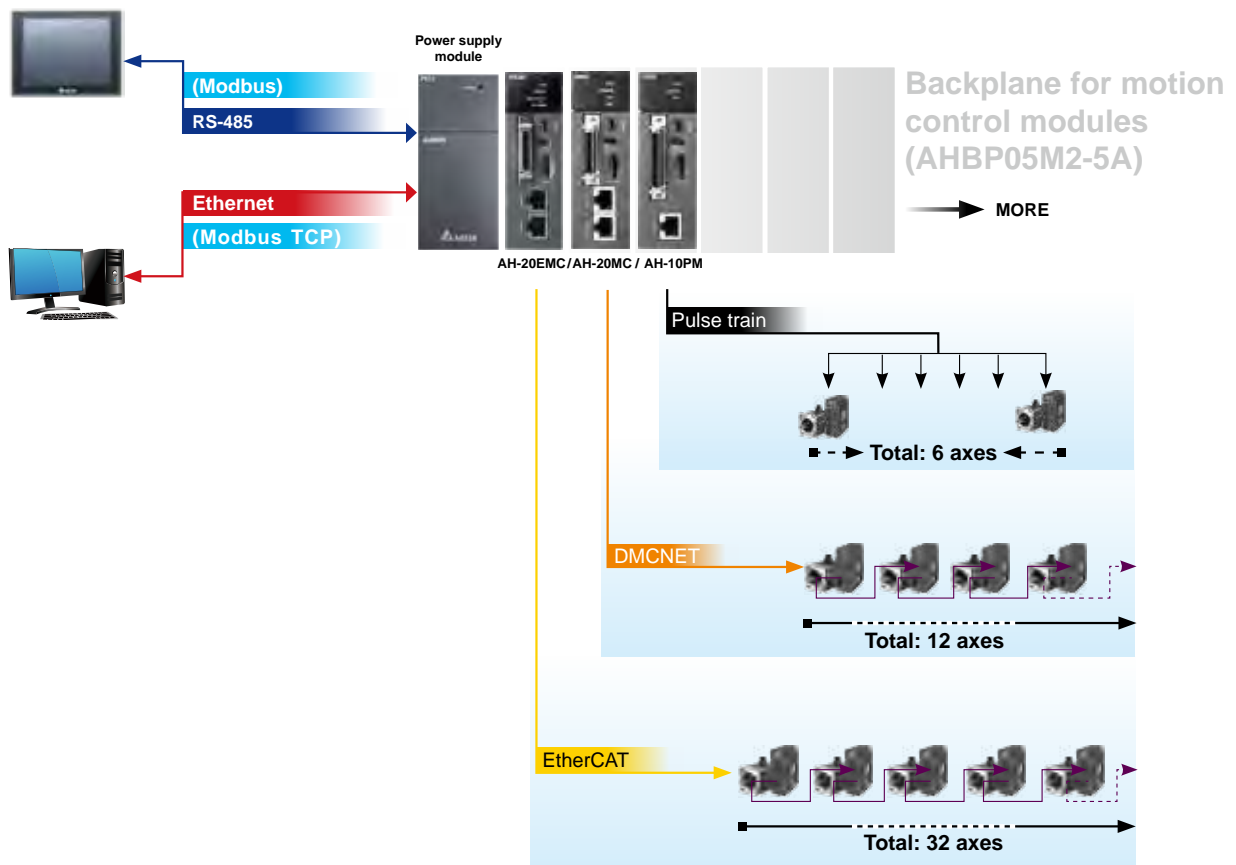 Power supply
module
(Modbus)
RS-485
Ethernet
(Modbus TCP)
Backplane for motion
control modules
(AHBP05M2-5A)
MORE
AH-20EMC/AH-20MC / AH-10PM
Pulse train
Total: 6 axes
DMCNET
Total: 12 axes
EtherCAT
Total: 32 axes